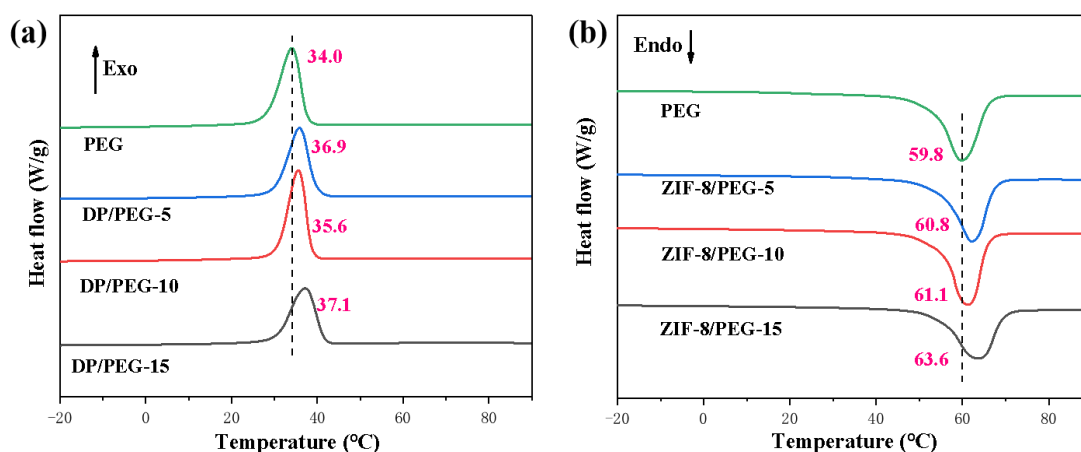 (a)
Exo
34.0
PEG
36.9
DP/PEG-5
35.6
DP/PEG-10
37.1
DP/PEG-15
Heat flow (W/g)
−20 0 20 40 60 80
Temperature (℃)
(b)
Endo
PEG
59.8
ZIF-8/PEG-5
60.8
ZIF-8/PEG-10
61.1
ZIF-8/PEG-15
63.6
Heat flow (W/g)
−20 0 20 40 60 80
Temperature (℃)